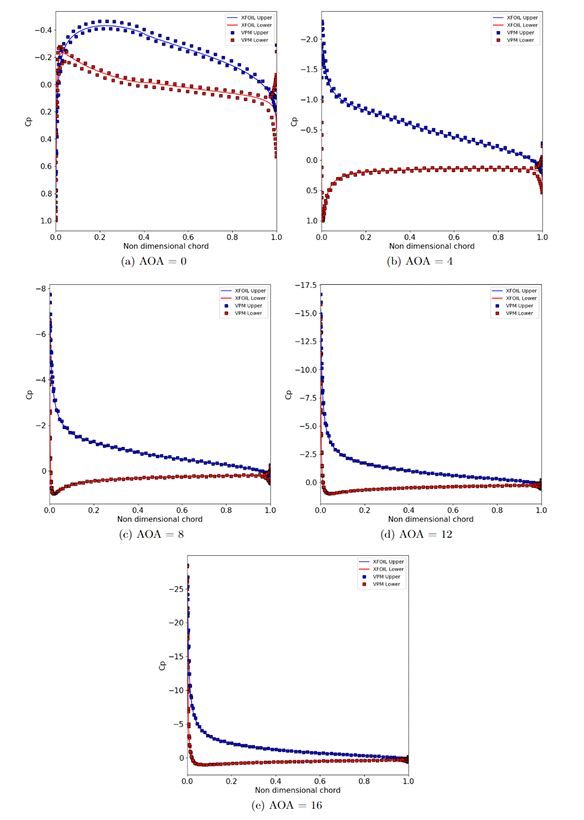 XFOIL Upper
XFOIL Lower
VPM Upper
VPM Lower
−0.4
−0.2
0.0
0.2
0.4
0.6
0.8
1.0
Cp
0.0 0.2 0.4 0.6 0.8 1.0
Non dimensional chord
(a) AOA = 0
XFOIL Upper
XFOIL Lower
VPM Upper
VPM Lower
−2.0
−1.5
−1.0
−0.5
0.0
0.5
1.0
Cp
0.0 0.2 0.4 0.6 0.8 1.0
Non dimensional chord
(b) AOA = 4
XFOIL Upper
XFOIL Lower
VPM Upper
VPM Lower
−8
−6
−4
−2
0
Cp
0.0 0.2 0.4 0.6 0.8 1.0
Non dimensional chord
(c) AOA = 8
XFOIL Upper
XFOIL Lower
VPM Upper
VPM Lower
−17.5
−15.0
−12.5
−10.0
−7.5
−5.0
−2.5
0.0
Cp
0.0 0.2 0.4 0.6 0.8 1.0
Non dimensional chord
(d) AOA = 12
XFOIL Upper
XFOIL Lower
VPM Upper
VPM Lower
−25
−20
−15
−10
−5
0
Cp
0.0 0.2 0.4 0.6 0.8 1.0
Non dimensional chord
(e) AOA = 16